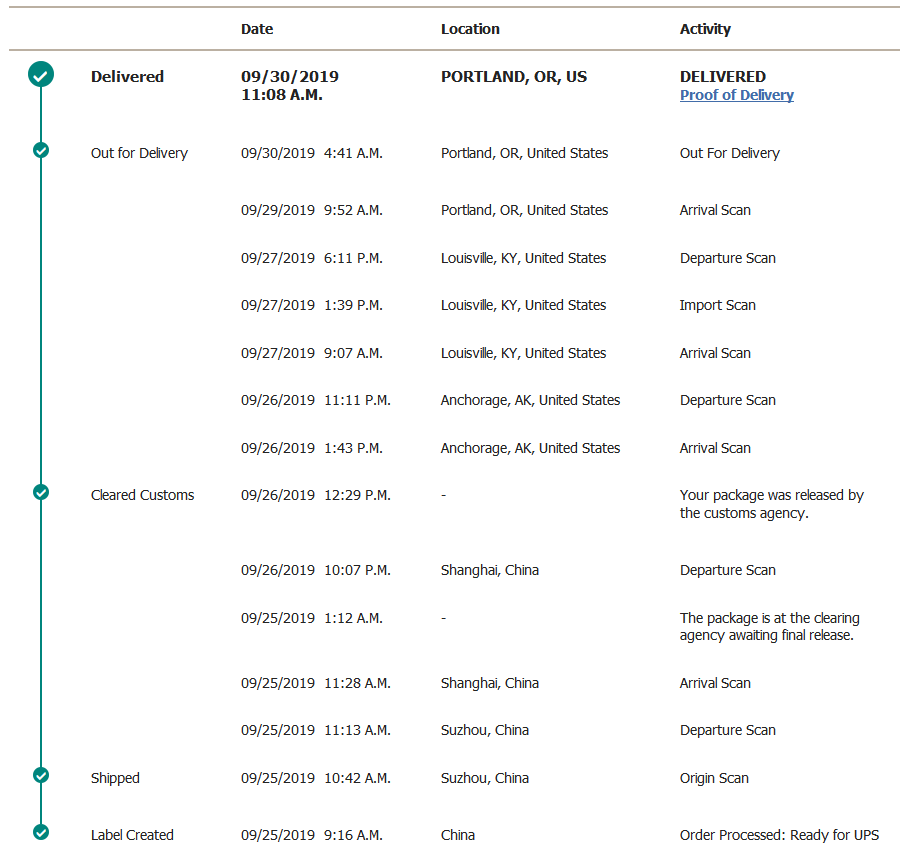 Date Location Activity
Delivered 09/30/2019 PORTLAND, OR, US DELIVERED
11:08 A.M. Proof of Delivery
Out for Delivery 09/30/2019 4:41 A.M. Portland, OR, United States Out For Delivery
09/29/2019 9:52 A.M. Portland, OR, United States Arrival Scan
09/27/2019 6:11 P.M. Louisville, KY, United States Departure Scan
09/27/2019 1:39 P.M. Louisville, KY, United States Import Scan
09/27/2019 9:07 A.M. Louisville, KY, United States Arrival Scan
09/26/2019 11:11 P.M. Anchorage, AK, United States Departure Scan
09/26/2019 1:43 P.M. Anchorage, AK, United States Arrival Scan
Cleared Customs 09/26/2019 12:29 P.M. - Your package was released by
the customs agency.
09/26/2019 10:07 P.M. Shanghai, China Departure Scan
09/25/2019 1:12 A.M. - The package is at the clearing
agency awaiting final release.
09/25/2019 11:28 A.M. Shanghai, China Arrival Scan
09/25/2019 11:13 A.M. Suzhou, China Departure Scan
Shipped 09/25/2019 10:42 A.M. Suzhou, China Origin Scan
Label Created 09/25/2019 9:16 A.M. China Order Processed: Ready for UPS